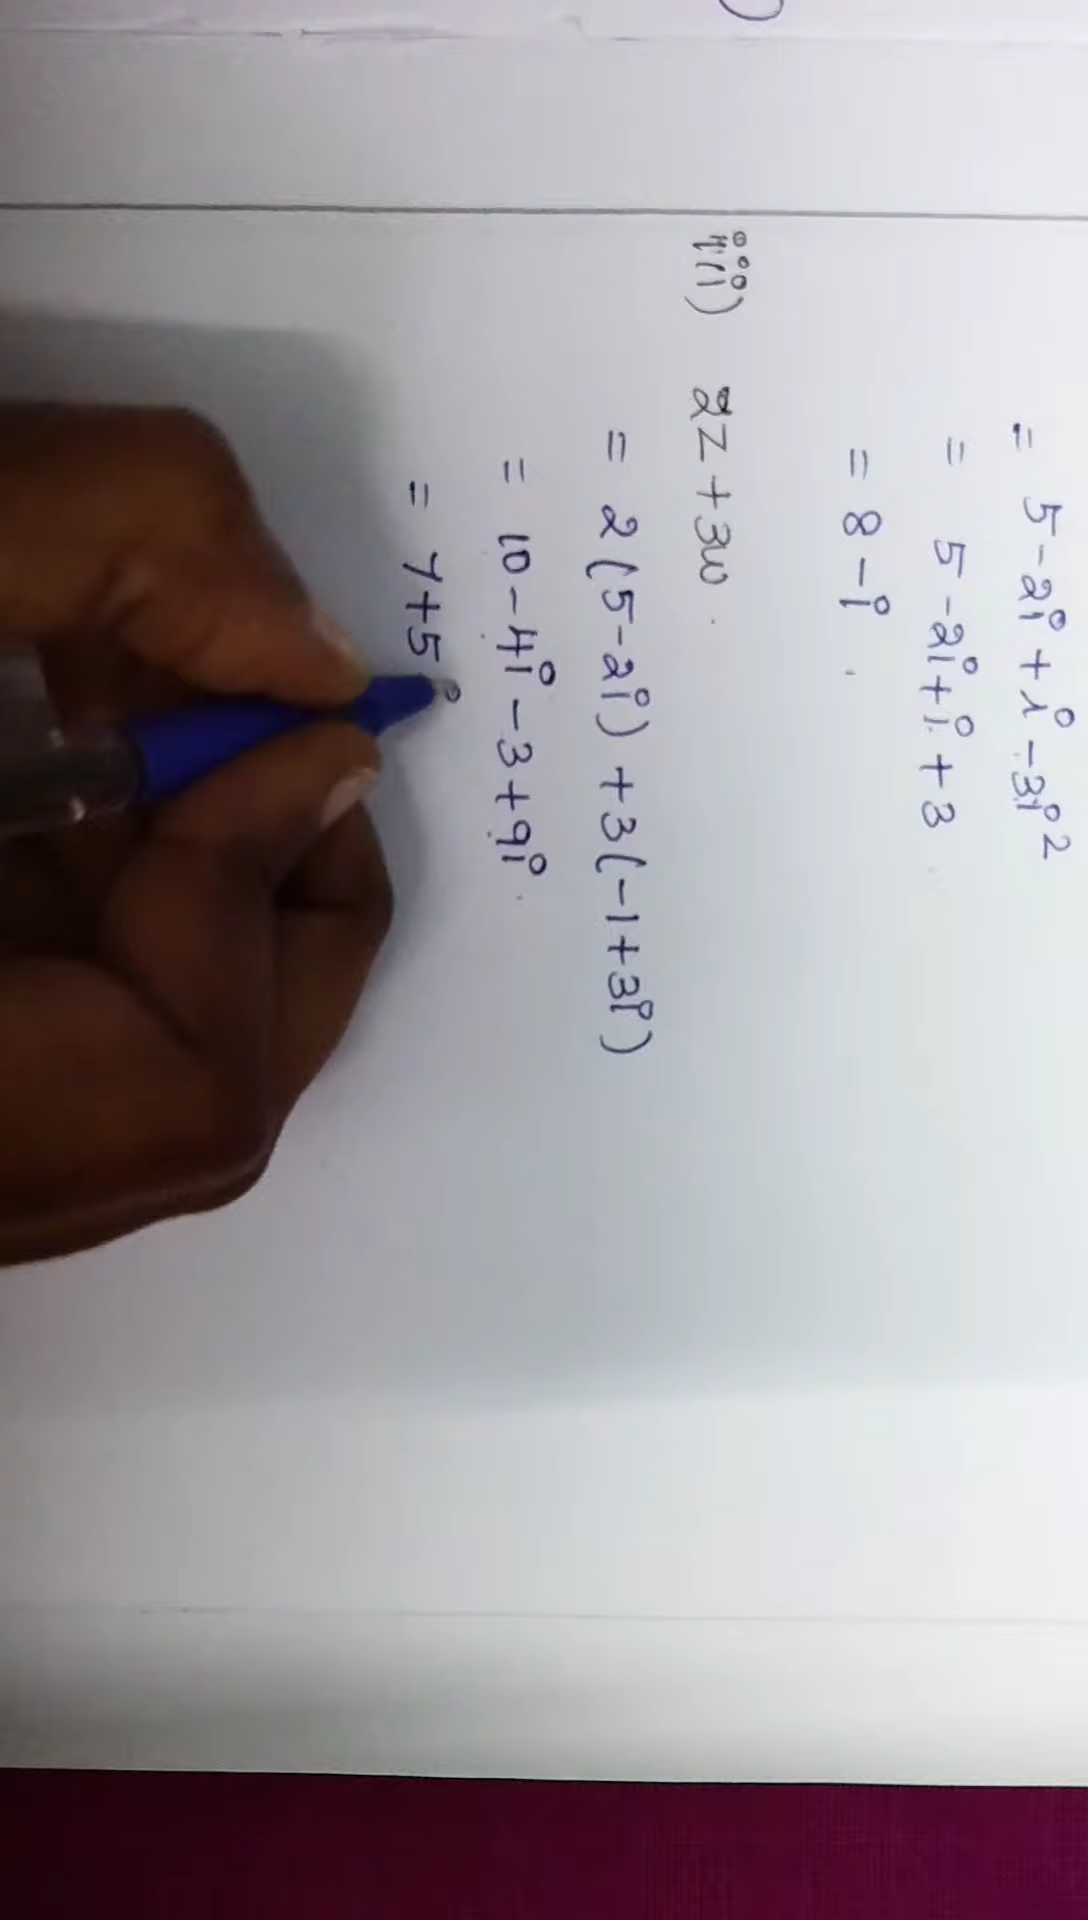 = 5-2i+i-3i²
= 5-2i+i+3
= 8-i.
iii) 2z+3w.
= 2(5-2i)+3(-1+3i)
= 10-4i-3+9i.
= 7+5i